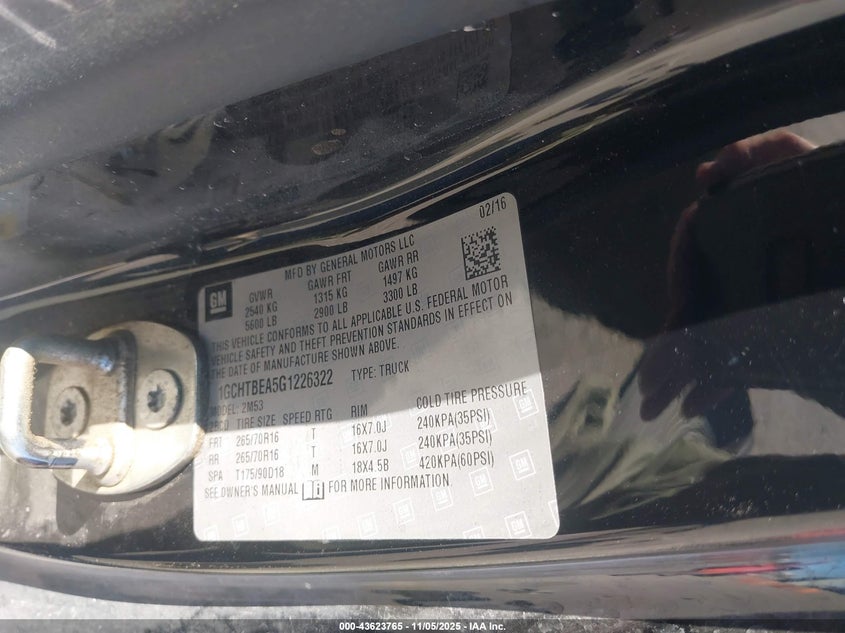 02/16
MFD BY GENERAL MOTORS LLC
GM
GVWR GAWR FRT GAWR RR
2540 KG 1315 KG 1497 KG
5600 LB 2900 LB 3300 LB
THIS VEHICLE CONFORMS TO ALL APPLICABLE U.S. FEDERAL MOTOR
VEHICLE SAFETY AND THEFT PREVENTION STANDARDS IN EFFECT ON
THE DATE OF MANUFACTURE SHOWN ABOVE.
1GCHTBEA5G1226322 TYPE: TRUCK
MODEL: 2M53
TIRE SIZE SPEED RTG RIM COLD TIRE PRESSURE
FRT 265/70R16 T 16X7.0J 240KPA(35PSI)
RR 265/70R16 T 16X7.0J 240KPA(35PSI)
SPA T175/90D18 M 18X4.5B 420KPA(60PSI)
SEE OWNER'S MANUAL FOR MORE INFORMATION.
000-43623765 - 11/05/2025 - IAA Inc.